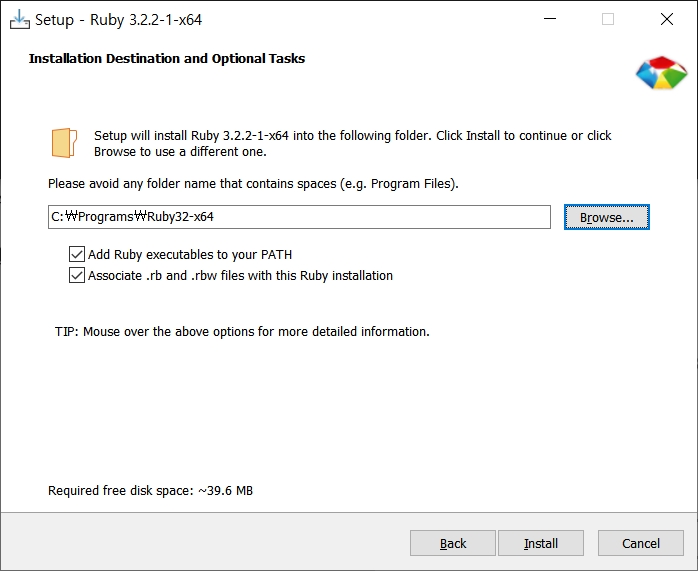 Setup - Ruby 3.2.2-1-x64
Installation Destination and Optional Tasks
Setup will install Ruby 3.2.2-1-x64 into the following folder. Click Install to continue or click
Browse to use a different one.
Please avoid any folder name that contains spaces (e.g. Program Files).
C:₩Programs₩Ruby32-x64
Browse...
Add Ruby executables to your PATH
Associate .rb and .rbw files with this Ruby installation
TIP: Mouse over the above options for more detailed information.
Required free disk space: ~39.6 MB
Back Install Cancel